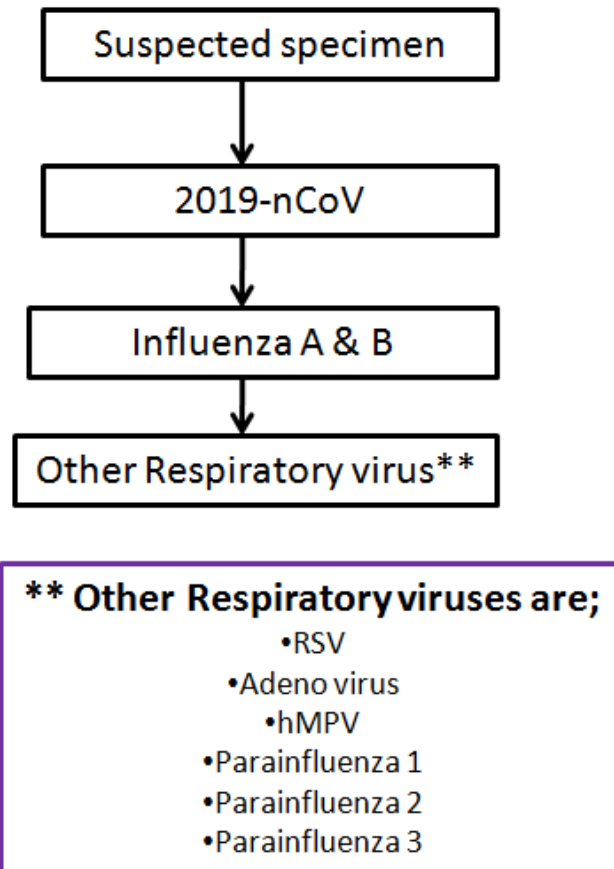 Suspected specimen
2019-nCoV
Influenza A & B
Other Respiratory virus**
** Other Respiratory viruses are;
•RSV
•Adeno virus
•hMPV
•Parainfluenza 1
•Parainfluenza 2
•Parainfluenza 3